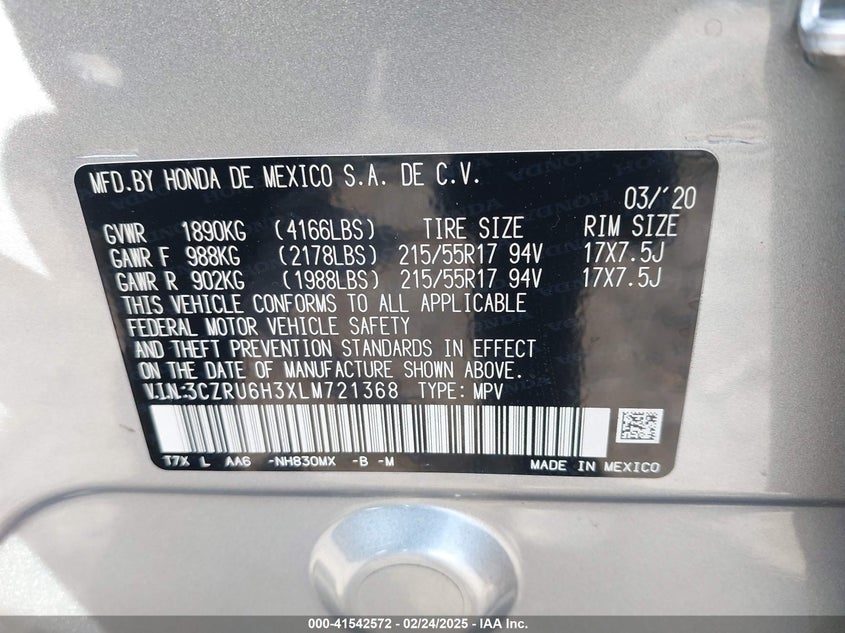 MFD.BY HONDA DE MEXICO S.A. DE C.V.
03/'20
GVWR 1890KG (4166LBS) TIRE SIZE RIM SIZE
GAWR F 988KG (2178LBS) 215/55R17 94V 17X7.5J
GAWR R 902KG (1988LBS) 215/55R17 94V 17X7.5J
THIS VEHICLE CONFORMS TO ALL APPLICABLE
FEDERAL MOTOR VEHICLE SAFETY
AND THEFT PREVENTION STANDARDS IN EFFECT
ON THE DATE OF MANUFACTURE SHOWN ABOVE.
V.I.N:3CZRU6H3XLM721368 TYPE: MPV
T7X L AA6 -NH830MX -B -M MADE IN MEXICO
000-41542572 - 02/24/2025 - IAA Inc.